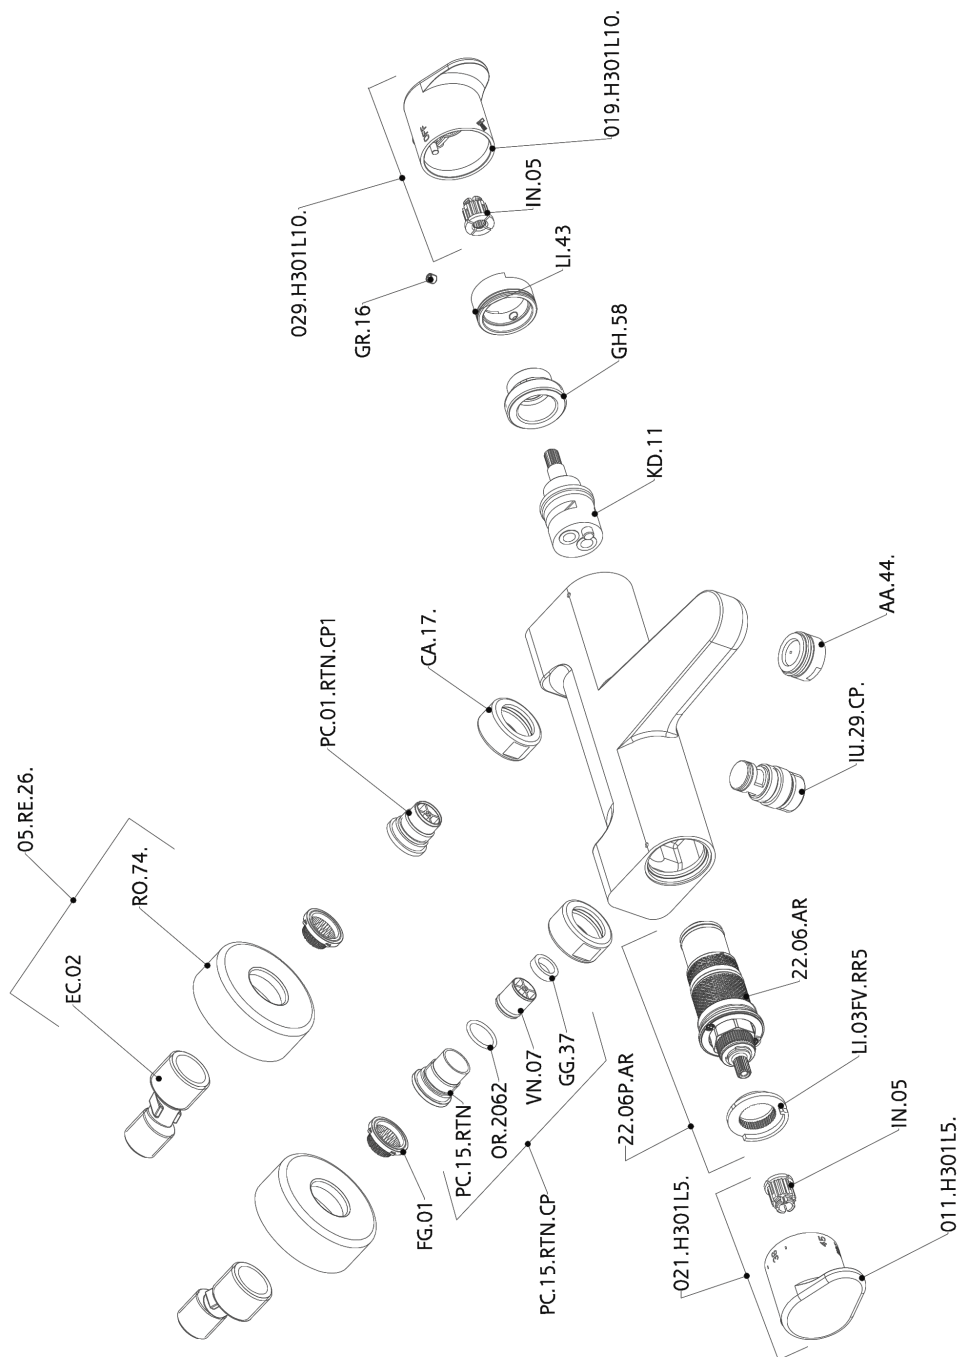 019.H301L10.
IN.05
029.H301L10.
OFF
LI.43
GR.16
GH.58
KD.11
AA.44.
CA.17.
PC.01.RTN.CP1
IU.29.CP.
05.RE.26.
RO.74.
EC.02
22.06.AR
LI.03FV.RR5
GG.37
VN.07
OR.2062
PC.15.RTN
22.06P.AR
IN.05
FG.01
PC.15.RTN.CP
021.H301L5.
011.H301L5.
38
45